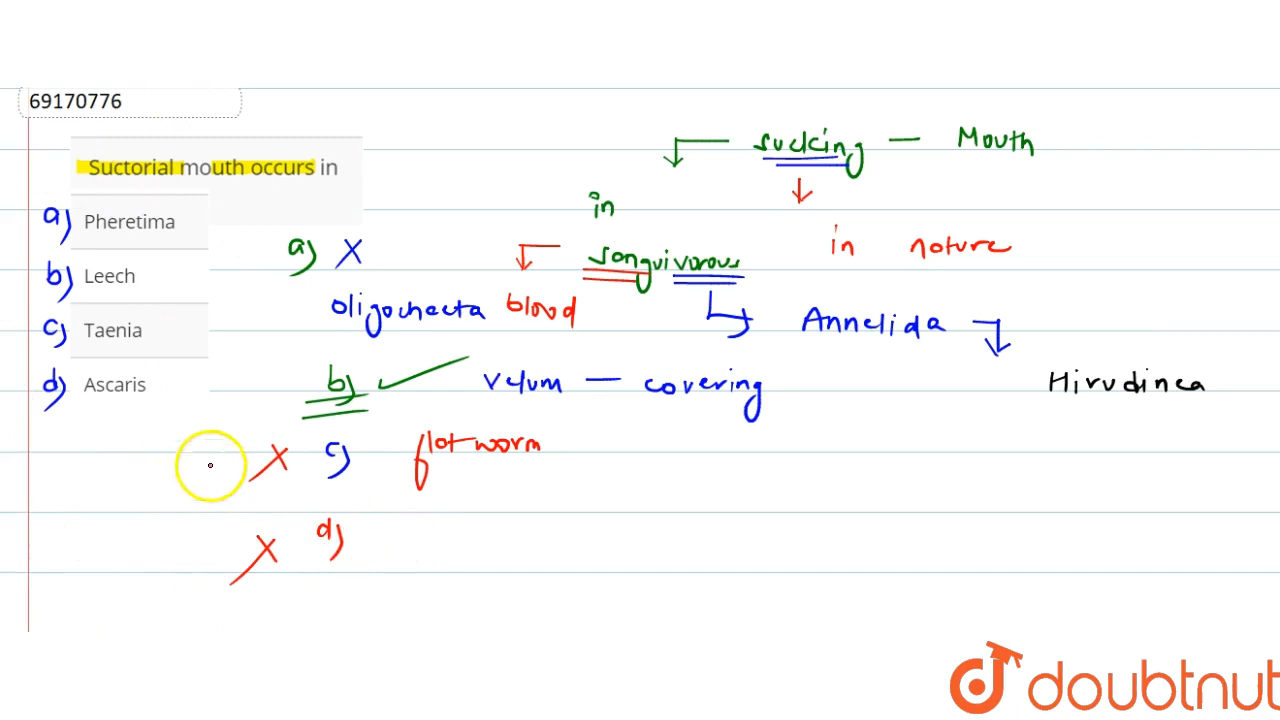 69170776
sucking — Mouth
Suctorial mouth occurs in
in
a) Pheretima
a) X
sanguivorous
in nature
b) Leech
oligochaeta
blood
c) Taenia
Annelida
d) Ascaris
b) ✓
velum — covering
Hirudinea
X c) flatworm
X d)
doubtnut